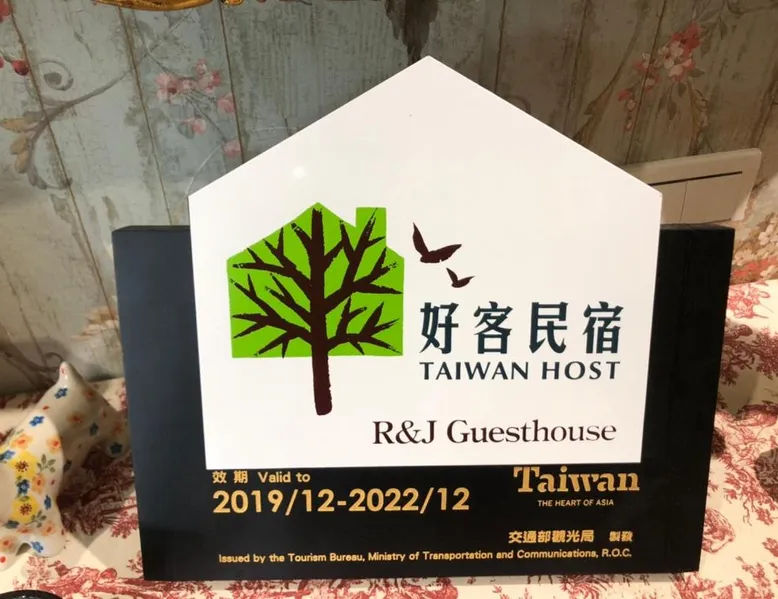 好客民宿
TAIWAN HOST
R&J Guesthouse
效期 Valid to
2019/12-2022/12
Taiwan
THE HEART OF ASIA
交通部觀光局 製發
Issued by the Tourism Bureau, Ministry of Transportation and Communications, R.O.C.